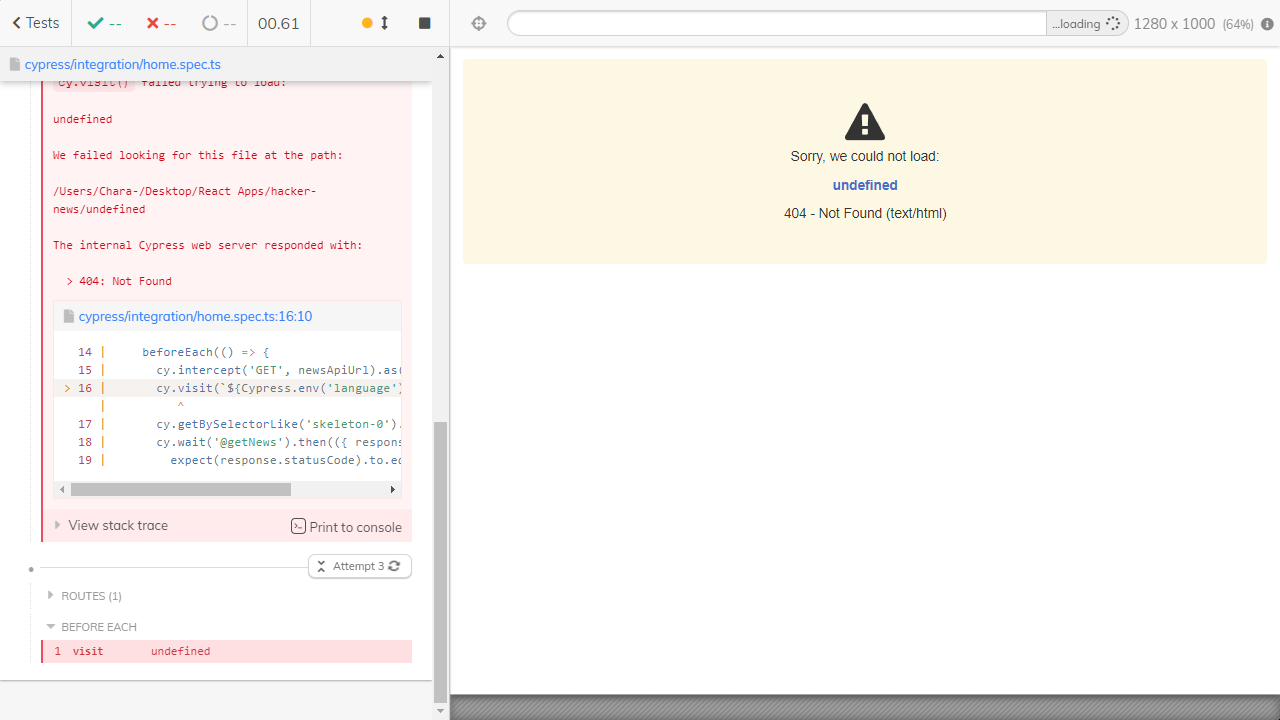 Tests
--
--
--
00.61
...loading
1280 x 1000 (64%)
cypress/integration/home.spec.ts
cy.visit() failed trying to load:
undefined
We failed looking for this file at the path:
/Users/Chara-/Desktop/React Apps/hacker-
news/undefined
The internal Cypress web server responded with:
> 404: Not Found
cypress/integration/home.spec.ts:16:10
14 | beforeEach(() => {
15 | cy.intercept('GET', newsApiUrl).as(
> 16 | cy.visit(`${Cypress.env('language')
| ^
17 | cy.getBySelectorLike('skeleton-0').
18 | cy.wait('@getNews').then(({ respons
19 | expect(response.statusCode).to.eq
View stack trace
Print to console
Attempt 3
ROUTES (1)
BEFORE EACH
1 visit undefined
Sorry, we could not load:
undefined
404 - Not Found (text/html)